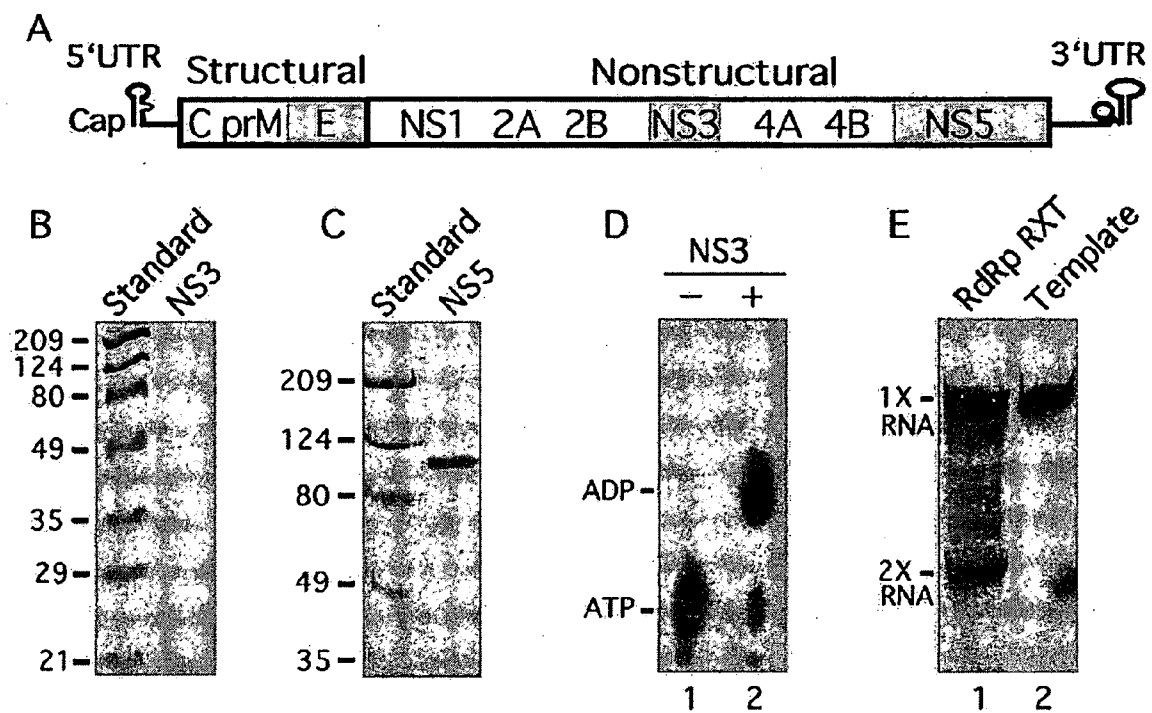 A
5'UTR
Structural
Nonstructural
3'UTR
Cap
C prM E NS1 2A 2B NS3 4A 4B NS5
B
Standard
NS3
209
124
80
49
35
29
21
C
Standard
NS5
209
124
80
49
35
D
NS3
− +
ADP
ATP
1 2
E
RdRp RXT
Template
1X
RNA
2X
RNA
1 2